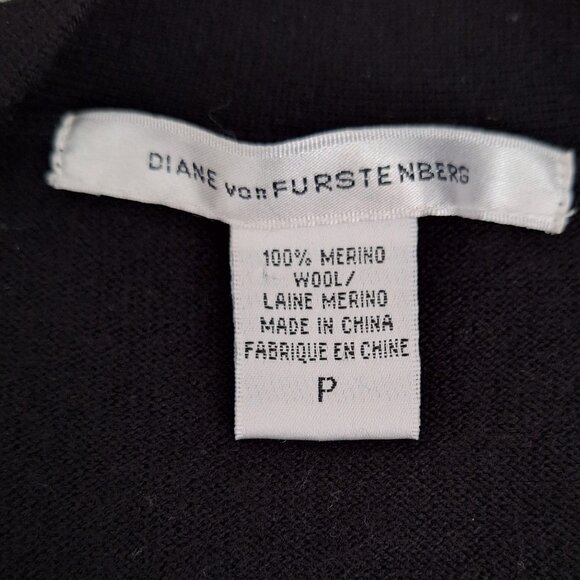 DIANE von FURSTENBERG
100% MERINO
WOOL/
LAINE MERINO
MADE IN CHINA
FABRIQUE EN CHINE
P